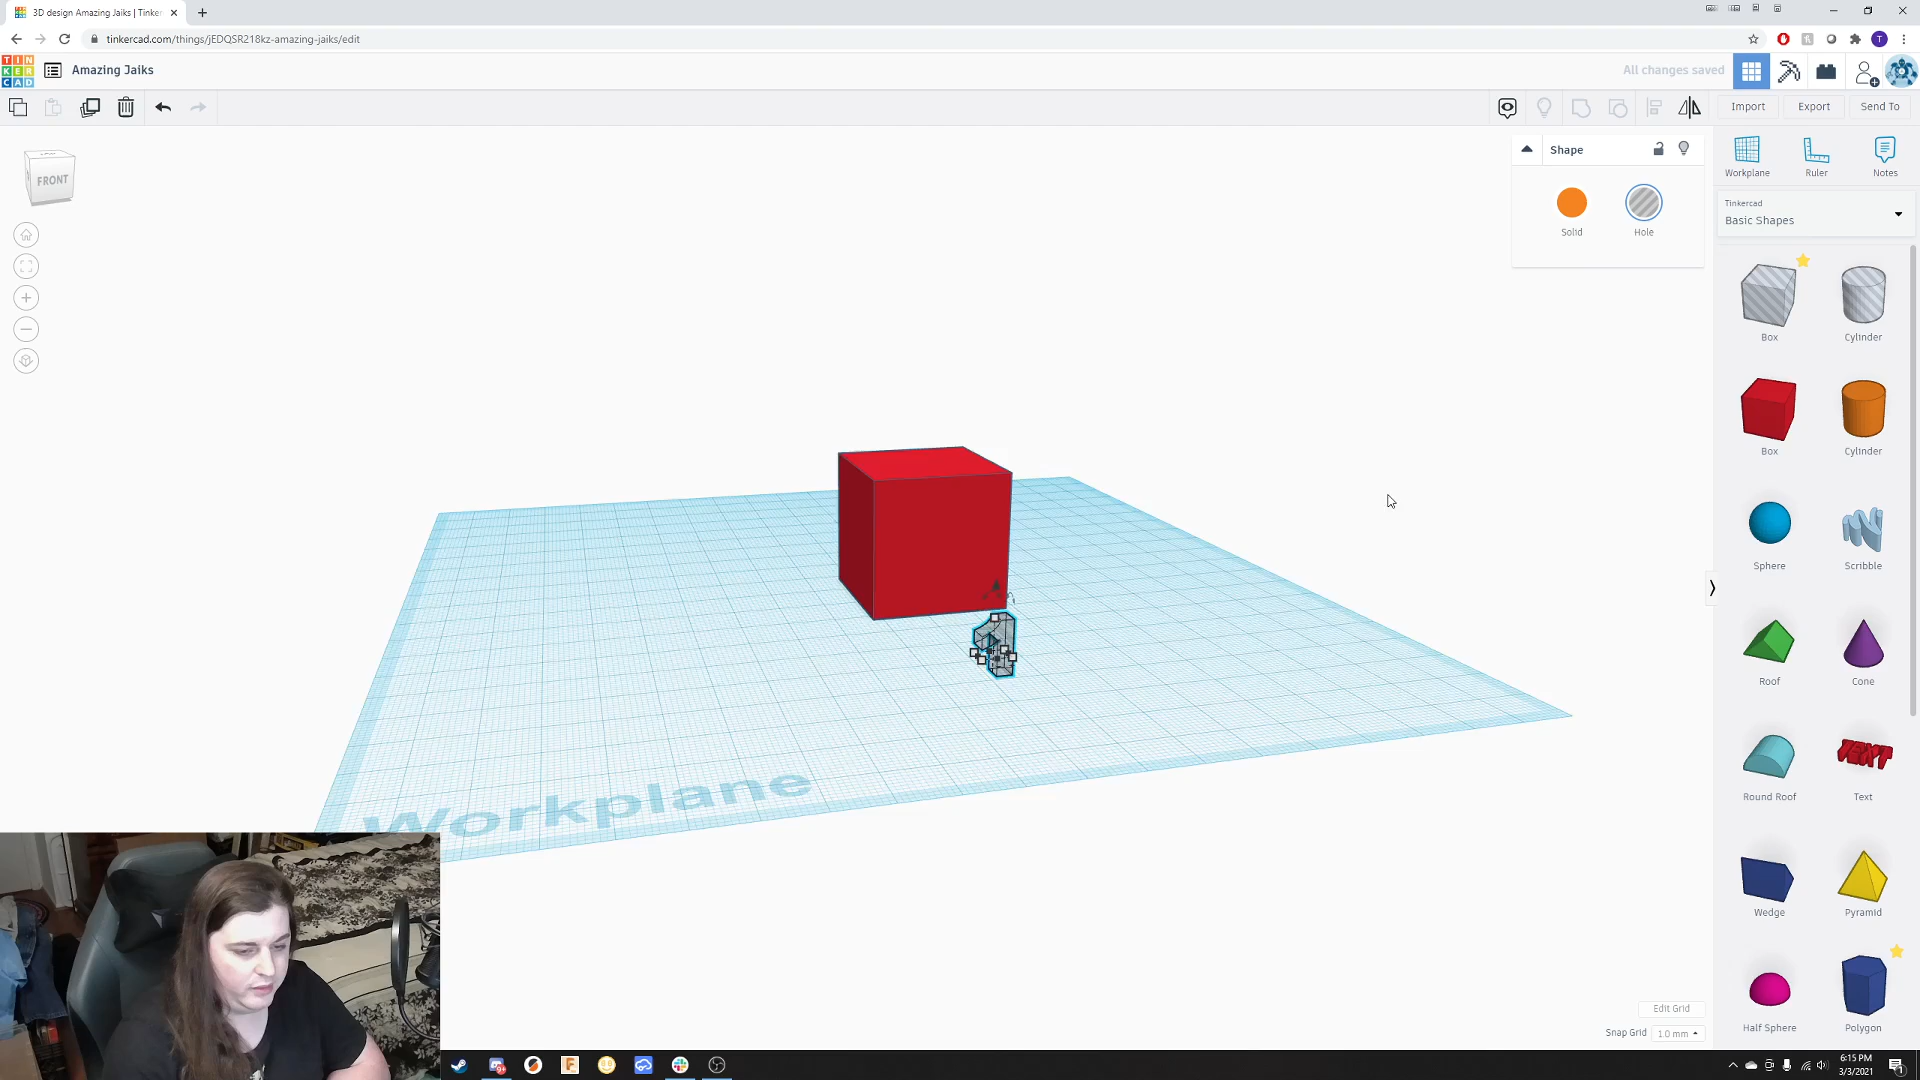 3D design Amazing Jaiks | Tinker
tinkercad.com/things/jEDQSR218kz-amazing-jaiks/edit
T
TIN
KER
CAD
Amazing Jaiks
All changes saved
Import
Export
Send To
FRONT
Shape
Solid
Hole
Workplane
Ruler
Notes
Tinkercad
Basic Shapes
Box
Cylinder
Box
Cylinder
Sphere
Scribble
Roof
Cone
TEXT
Round Roof
Text
Wedge
Pyramid
Half Sphere
Polygon
Workplane
Edit Grid
Snap Grid
1.0 mm
6:15 PM
3/3/2021